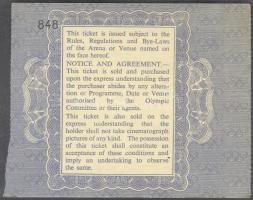 848
This ticket is issued subject to the
Rules, Regulations and Bye-Laws
of the Arena or Venue named on
the face hereof.
NOTICE AND AGREEMENT.—
This ticket is sold and purchased
upon the express understanding that
the purchaser abides by any altera-
tion or Programme, Date or Venue
authorised by the Olympic
Committee or their agents.
This ticket is also sold on the
express understanding that the
holder shall not take cinematograph
pictures of any kind. The possession
of this ticket shall constitute an
acceptance of these conditions and
imply an undertaking to observe
the same.